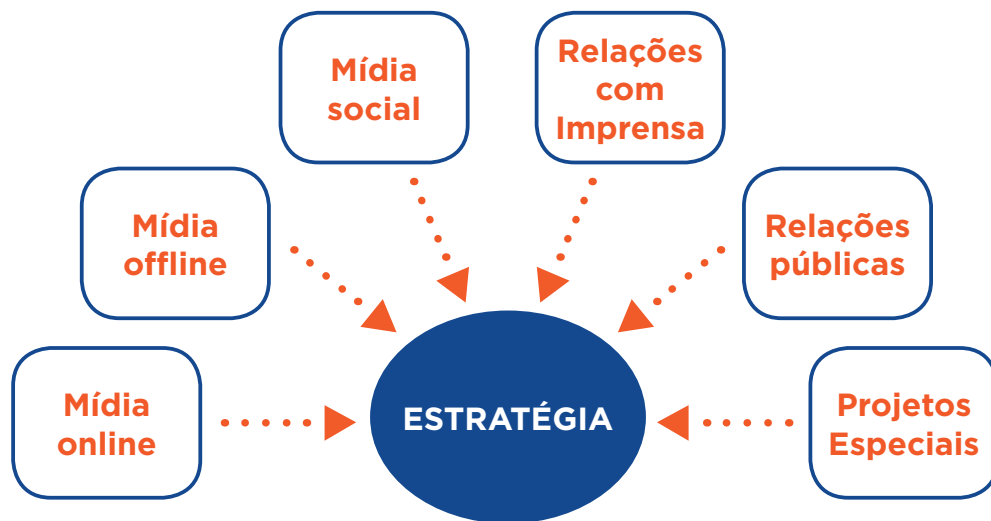 Mídia
social
Relações
com
Imprensa
Mídia
offline
Relações
públicas
Mídia
online
ESTRATÉGIA
Projetos
Especiais